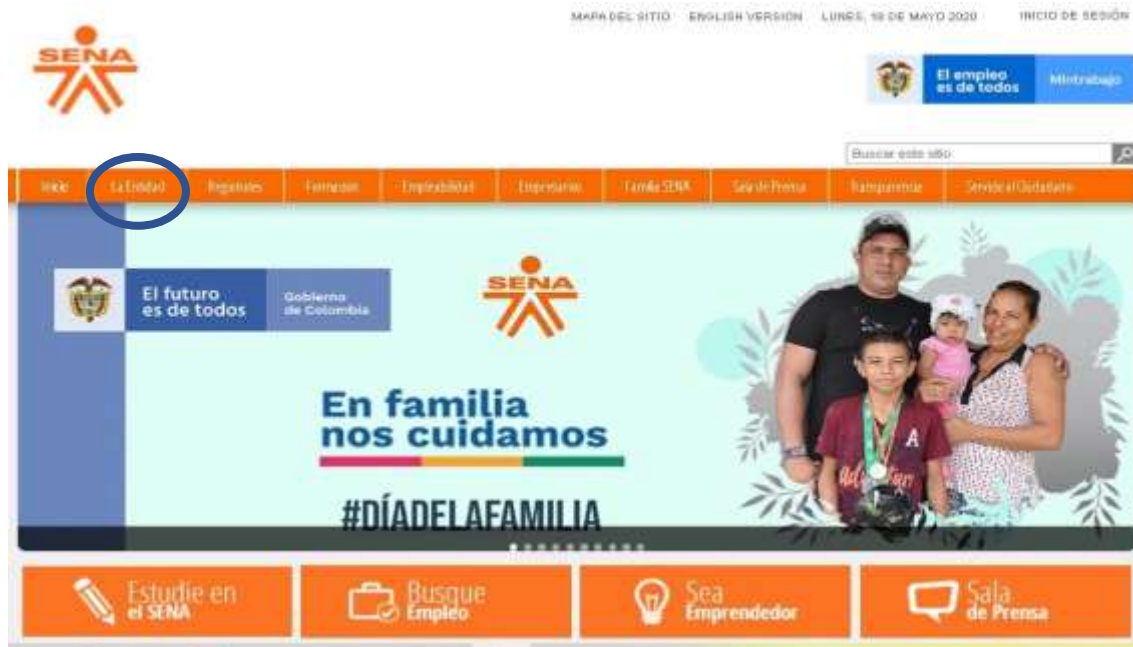 MAPA DEL SITIO ENGLISH VERSION LUNES, 18 DE MAYO 2020 INICIO DE SESIÓN
SENA
El empleo
es de todos
Mintrabajo
Buscar este sitio
Inicio La Entidad Regionales Formación Empleabilidad Empresarios Familia SENA Sala de Prensa Transparencia Servicio al Ciudadano
El futuro
es de todos
Gobierno
de Colombia
SENA
En familia
nos cuidamos
#DÍADELAFAMILIA
A
Estudie en
el SENA
Busque
Empleo
Sea
Emprendedor
Sala
de Prensa